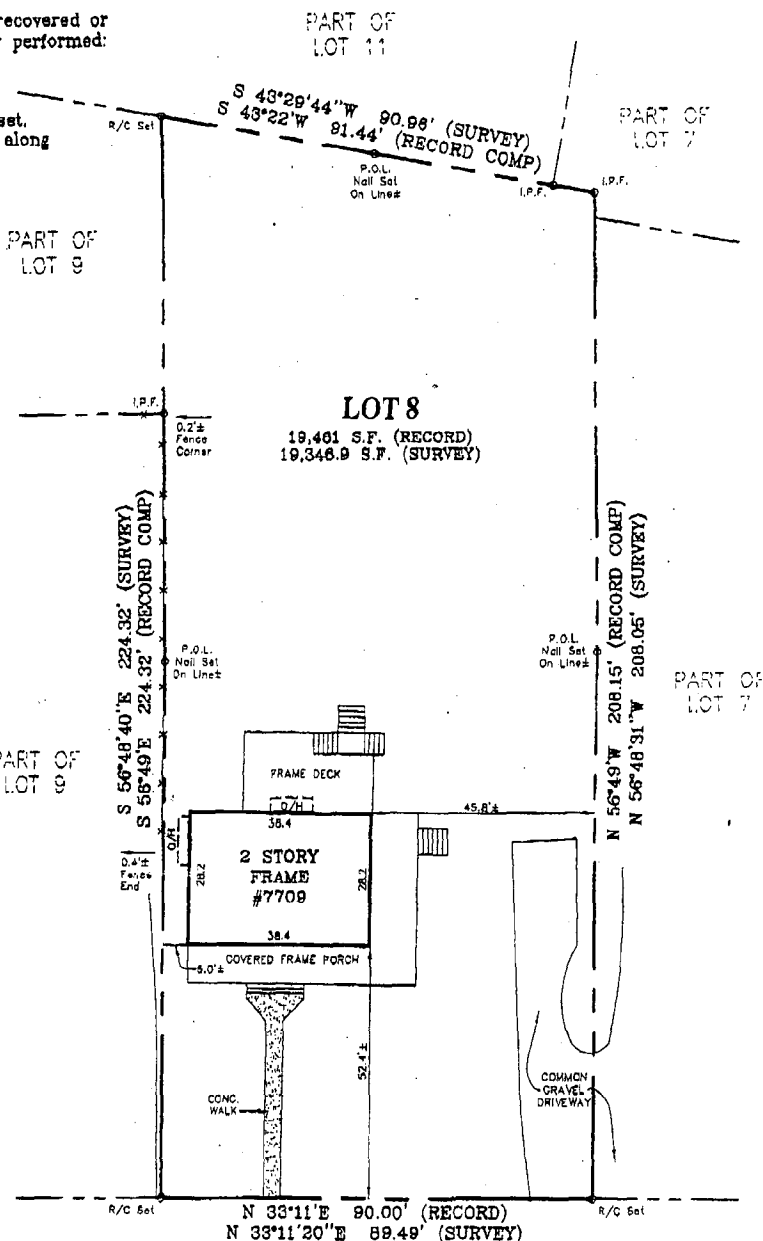 recovered or
performed:
set,
along
PART OF
LOT 11
PART OF
LOT 7
S 43°29'44"W 90.96' (SURVEY)
S 43°22'W 91.44' (RECORD COMP)
R/C Set
P.O.L.
Nail Set
On Line±
I.P.F.
I.P.F.
PART OF
LOT 9
I.P.F.
0.2'±
Fence
Corner
LOT 8
19,461 S.F. (RECORD)
19,346.9 S.F. (SURVEY)
S 56°48'40"E 224.32' (SURVEY)
S 56°49'E 224.32' (RECORD COMP)
P.O.L.
Nail Set
On Line±
P.O.L.
Nail Set
On Line±
N 56°49'W 208.15' (RECORD COMP)
N 56°48'31"W 208.05' (SURVEY)
PART OF
LOT 7
PART OF
LOT 9
FRAME DECK
O/H
38.4
45.8'±
O/H
0.4'±
Fence
End
28.2
2 STORY
FRAME
#7709
28.2
38.4
5.0'±
COVERED FRAME PORCH
52.4'±
CONC.
WALK
COMMON
GRAVEL
DRIVEWAY
R/C Set
N 33°11'E 90.00' (RECORD)
N 33°11'20"E 89.49' (SURVEY)
R/C Set